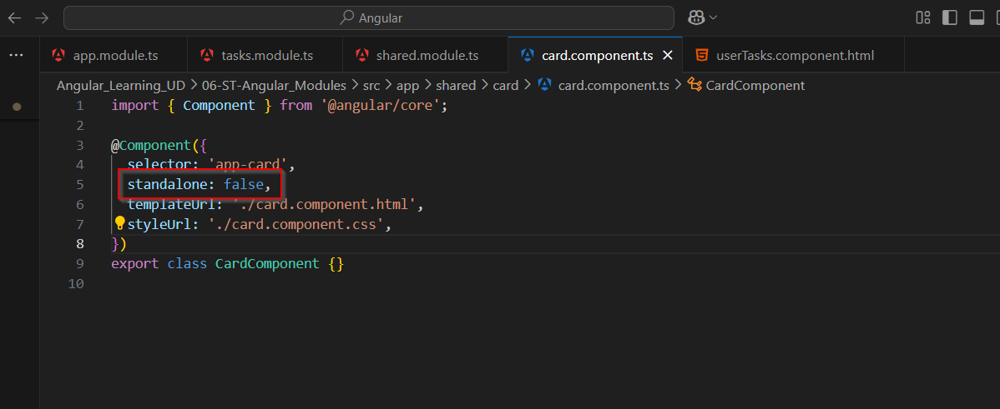 Angular
app.module.ts tasks.module.ts shared.module.ts card.component.ts userTasks.component.html
Angular_Learning_UD > 06-ST-Angular_Modules > src > app > shared > card > card.component.ts > CardComponent
1 import { Component } from '@angular/core';
2
3 @Component({
4 selector: 'app-card',
5 standalone: false,
6 templateUrl: './card.component.html',
7 styleUrl: './card.component.css',
8 })
9 export class CardComponent {}
10